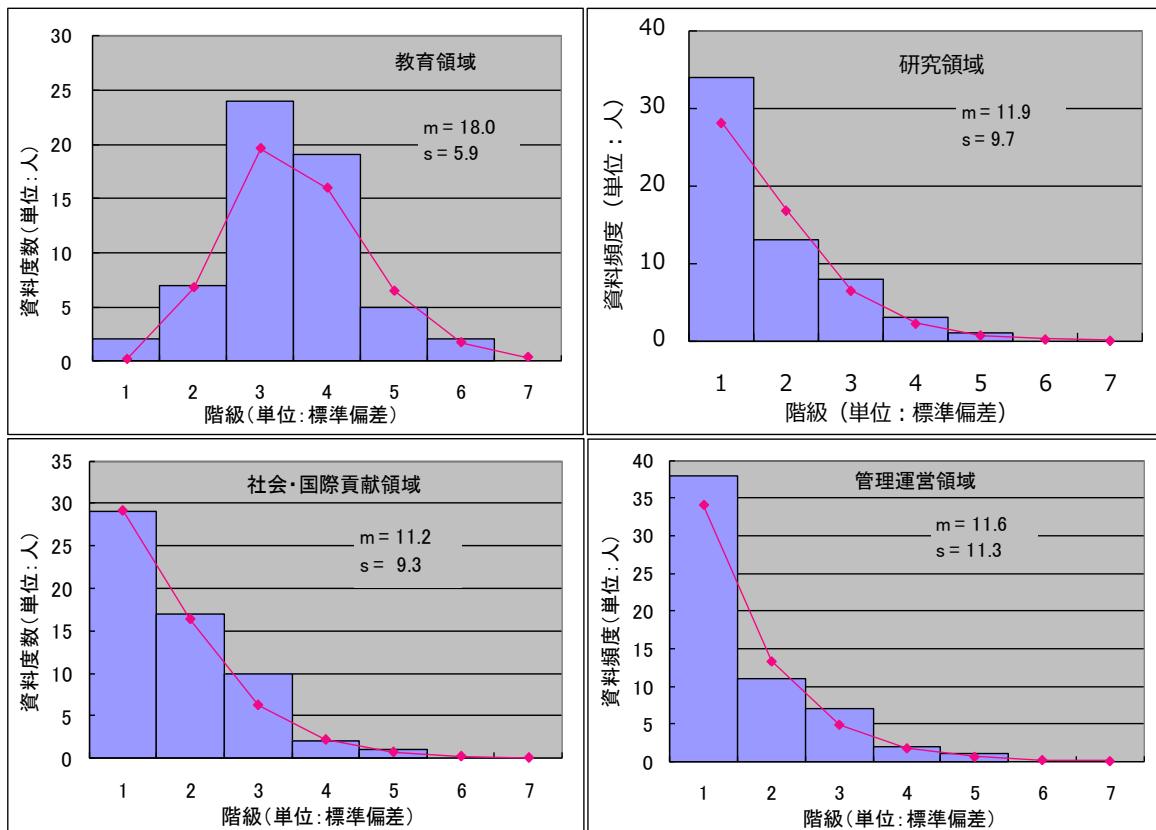 教育領域
m = 18.0
s = 5.9
資料度数(単位:人)
30
25
20
15
10
5
0
1 2 3 4 5 6 7
階級(単位:標準偏差)
研究領域
m = 11.9
s = 9.7
資料頻度 (単位:人)
40
30
20
10
0
1 2 3 4 5 6 7
階級 (単位:標準偏差)
社会・国際貢献領域
m = 11.2
s = 9.3
資料度数(単位:人)
35
30
25
20
15
10
5
0
1 2 3 4 5 6 7
階級(単位:標準偏差)
管理運営領域
m = 11.6
s = 11.3
資料頻度(単位:人)
40
35
30
25
20
15
10
5
0
1 2 3 4 5 6 7
階級(単位:標準偏差)